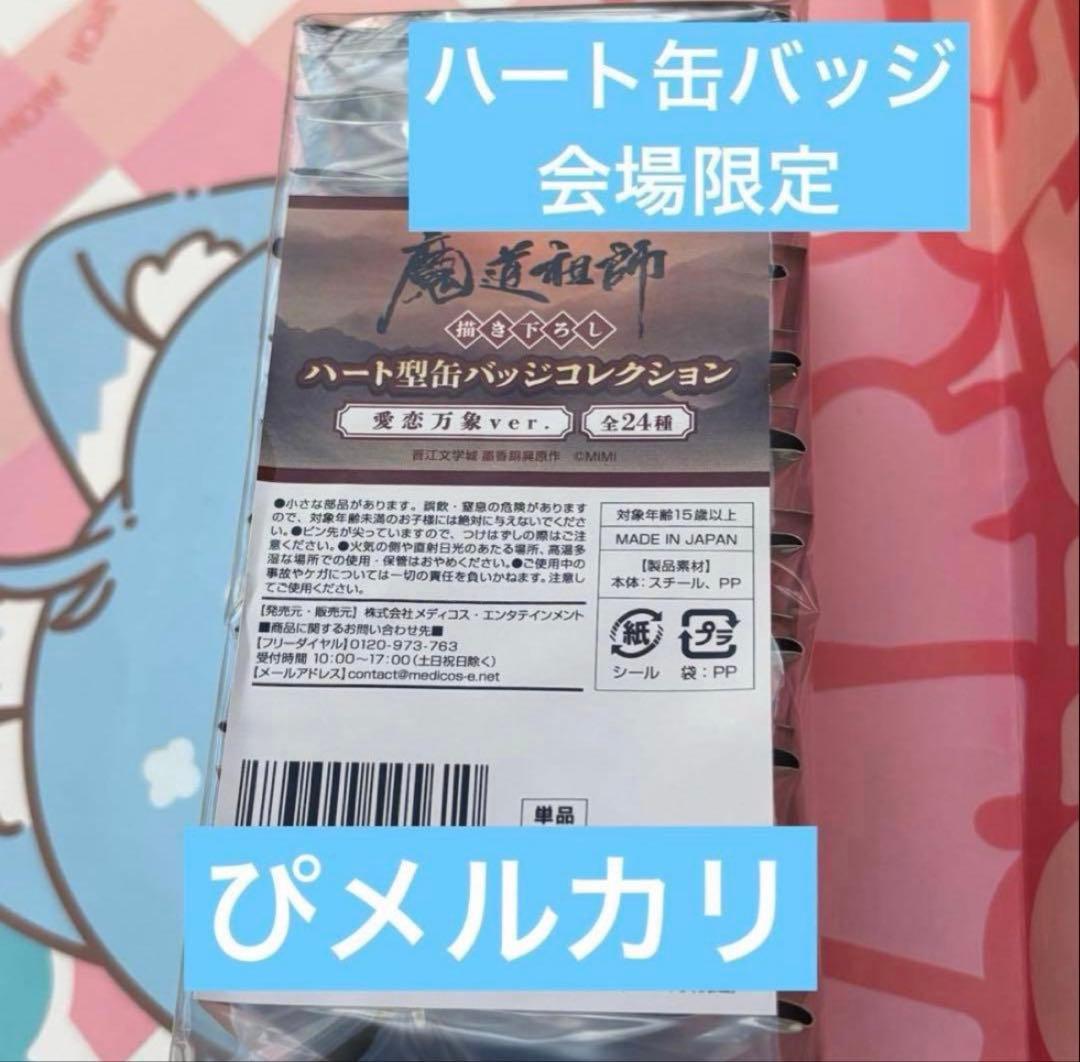 ハート缶バッジ
会場限定
魔道祖師
描き下ろし
ハート型缶バッジコレクション
愛恋万象ver.
全24種
晋江文学城 墨香銅臭原作 ©MIMI
●小さな部品があります。誤飲・窒息の危険があります
ので、対象年齢未満のお子様には絶対に与えないでくださ
い。●ピン先が尖っていますので、つけはずしの際はご注
意ください。●火気の側や直射日光のあたる場所、高温多
湿な場所での使用・保管はおやめください。●ご使用中の
事故やケガについては一切の責任を負いかねます。注意し
てご使用ください。
【発売元・販売元】株式会社メディコス・エンタテインメント
■商品に関するお問い合わせ先■
【フリーダイヤル】0120-973-763
受付時間 10:00~17:00(土日祝日除く)
【メールアドレス】contact@medicos-e.net
対象年齢15歳以上
MADE IN JAPAN
【製品素材】
本体:スチール、PP
紙 プラ
シール 袋:PP
単品
ぴメルカリ